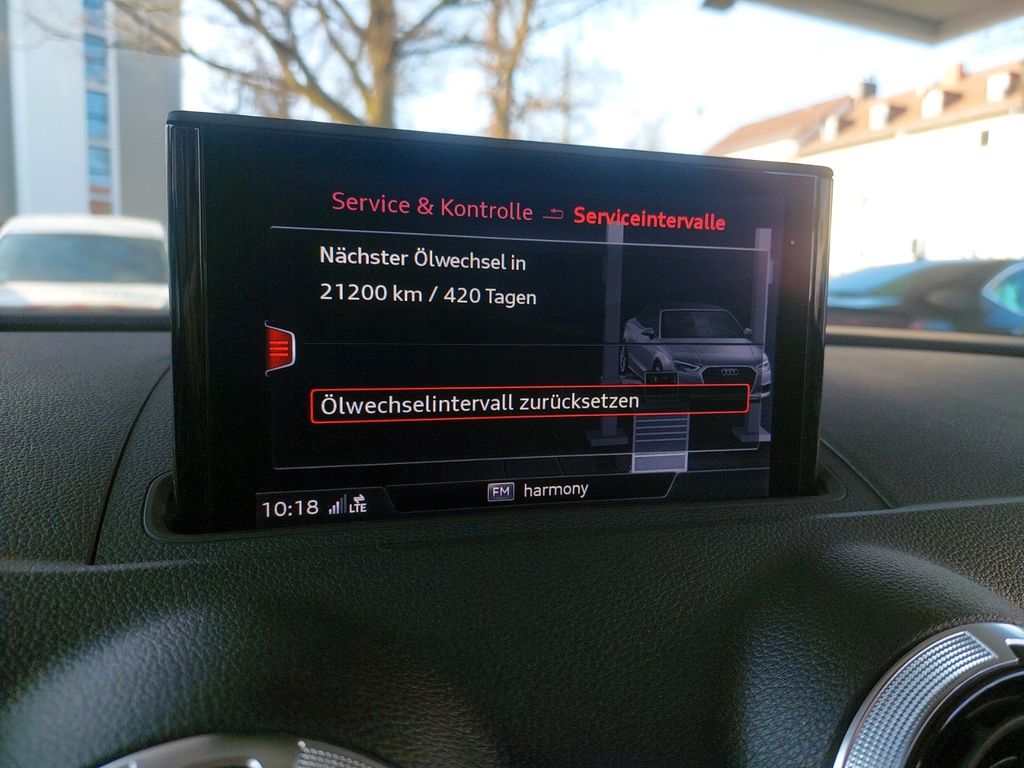 Service & Kontrolle Serviceintervalle
Nächster Ölwechsel in
21200 km / 420 Tagen
Ölwechselintervall zurücksetzen
FM harmony
10:18 LTE